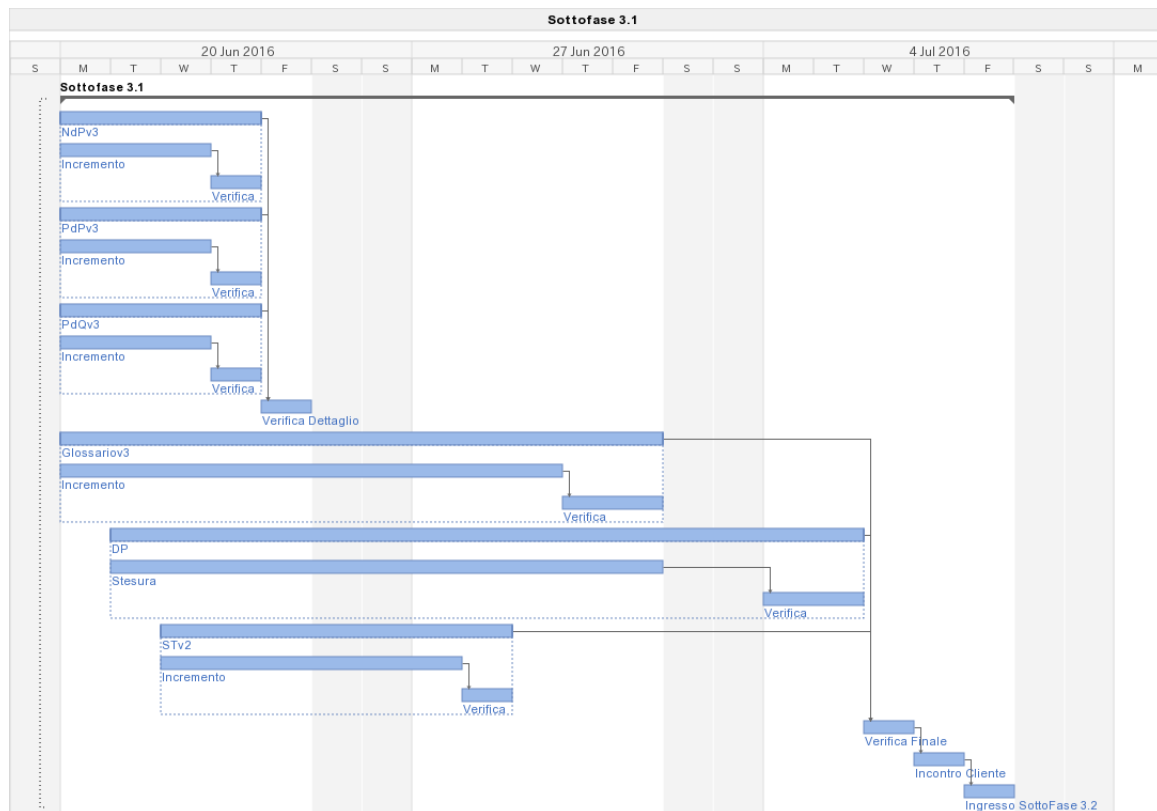 Sottofase 3.1
20 Jun 2016 27 Jun 2016 4 Jul 2016
S M T W T F S S M T W T F S S M T W T F S S M
Sottofase 3.1
NdPv3
Incremento
Verifica
PdPv3
Incremento
Verifica
PdQv3
Incremento
Verifica
Verifica Dettaglio
Glossariov3
Incremento
Verifica
DP
Stesura
Verifica
STv2
Incremento
Verifica
Verifica Finale
Incontro Cliente
Ingresso SottoFase 3.2